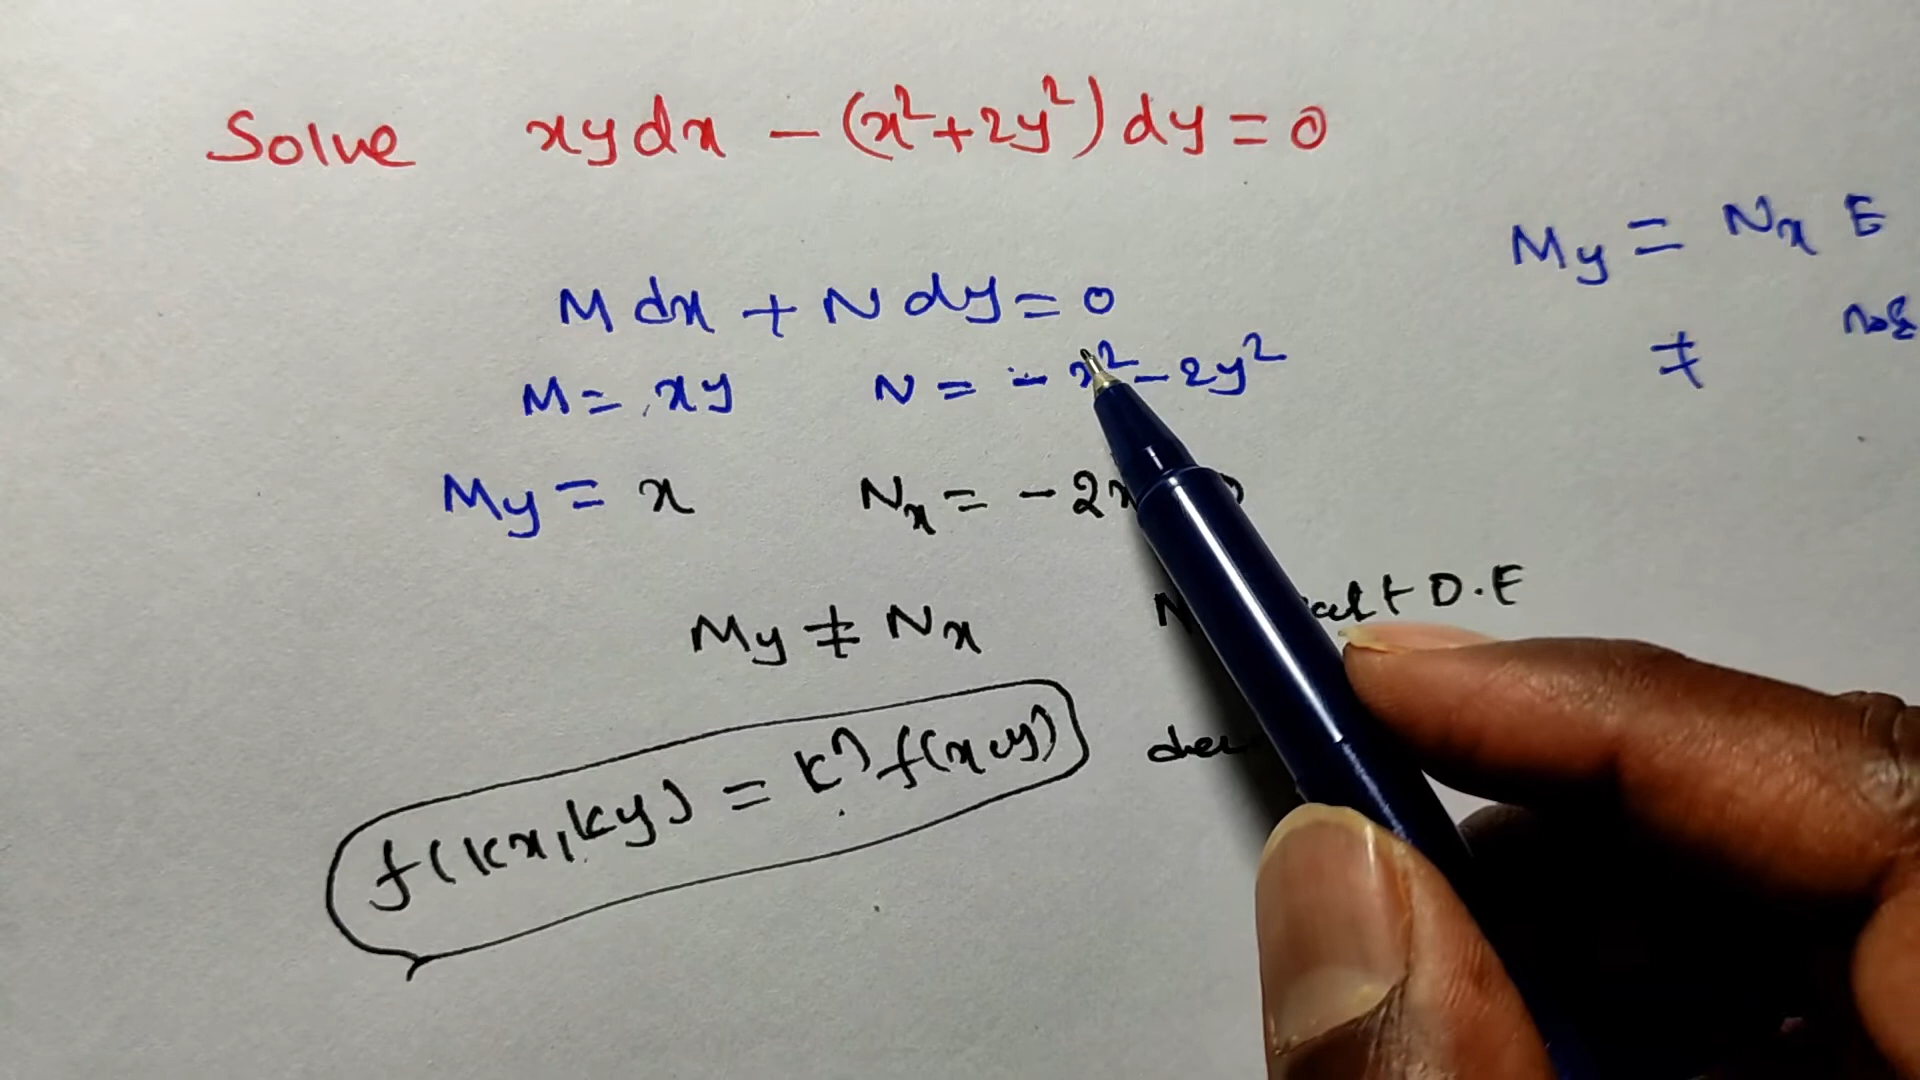 Solve xydx - (x²+2y²)dy=0
My = Nx E
M dx + N dy=0
≠
M= xy N = -x²-2y²
My = x Nx = -2x
My ≠ Nx D.E
f(kx,ky) = kⁿ f(x,y)